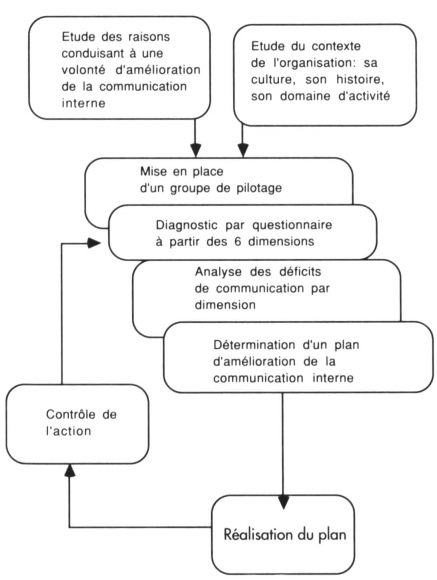 Etude des raisons
conduisant à une
volonté d'amélioration
de la communication
interne
Etude du contexte
de l'organisation: sa
culture, son histoire,
son domaine d'activité
Mise en place
d'un groupe de pilotage
Diagnostic par questionnaire
à partir des 6 dimensions
Analyse des déficits
de communication par
dimension
Détermination d'un plan
d'amélioration de la
communication interne
Contrôle de
l'action
Réalisation du plan